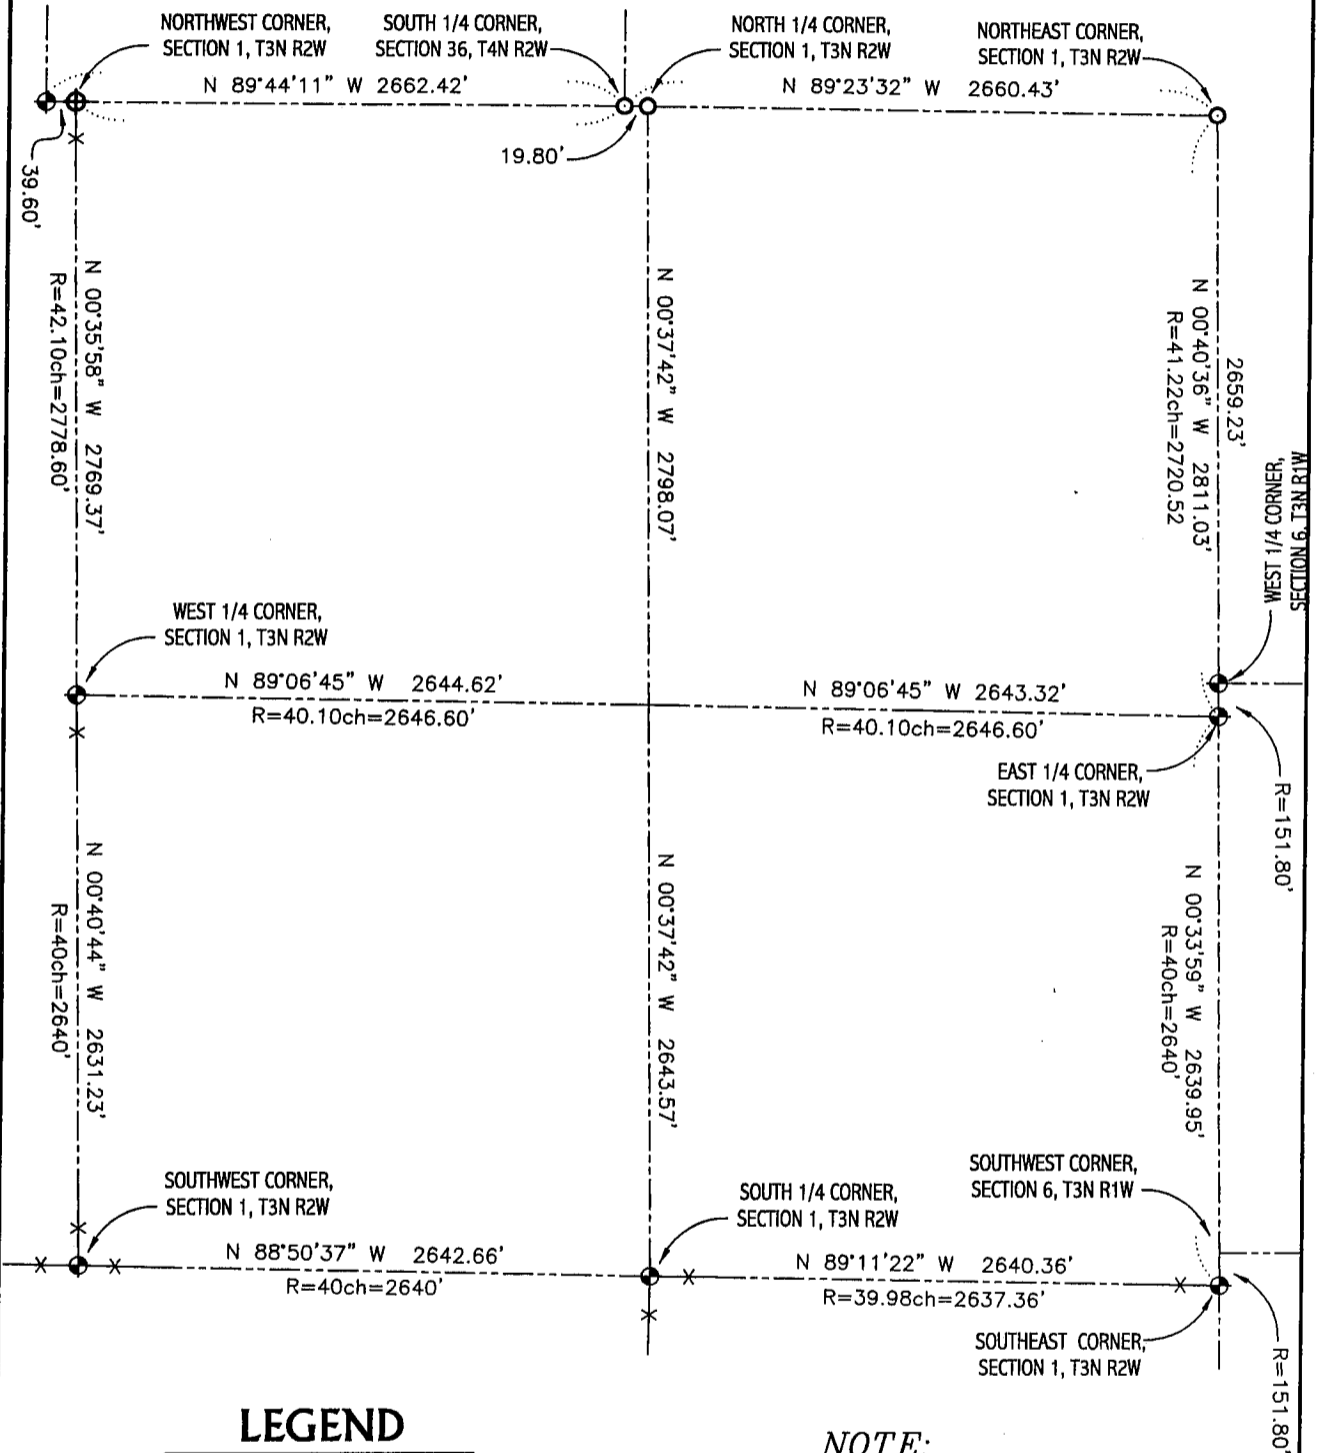 NORTHWEST CORNER,
SECTION 1, T3N R2W
SOUTH 1/4 CORNER,
SECTION 36, T4N R2W
NORTH 1/4 CORNER,
SECTION 1, T3N R2W
NORTHEAST CORNER,
SECTION 1, T3N R2W
N 89°44'11" W 2662.42'
N 89°23'32" W 2660.43'
19.80'
39.60'
N 00°35'58" W 2769.37'
R=42.10ch=2778.60'
N 00°37'42" W 2798.07'
2659.23'
N 00°40'36" W 2811.03'
R=41.22ch=2720.52
WEST 1/4 CORNER,
SECTION 6, T3N R1W
WEST 1/4 CORNER,
SECTION 1, T3N R2W
N 89°06'45" W 2644.62'
R=40.10ch=2646.60'
N 89°06'45" W 2643.32'
R=40.10ch=2646.60'
EAST 1/4 CORNER,
SECTION 1, T3N R2W
R=151.80'
N 00°40'44" W 2631.23'
R=40ch=2640'
N 00°37'42" W 2643.57'
N 00°33'59" W 2639.95'
R=40ch=2640'
SOUTHWEST CORNER,
SECTION 1, T3N R2W
SOUTH 1/4 CORNER,
SECTION 1, T3N R2W
SOUTHWEST CORNER,
SECTION 6, T3N R1W
N 88°50'37" W 2642.66'
R=40ch=2640'
N 89°11'22" W 2640.36'
R=39.98ch=2637.36'
SOUTHEAST CORNER,
SECTION 1, T3N R2W
R=151.80'
LEGEND
NOTE: